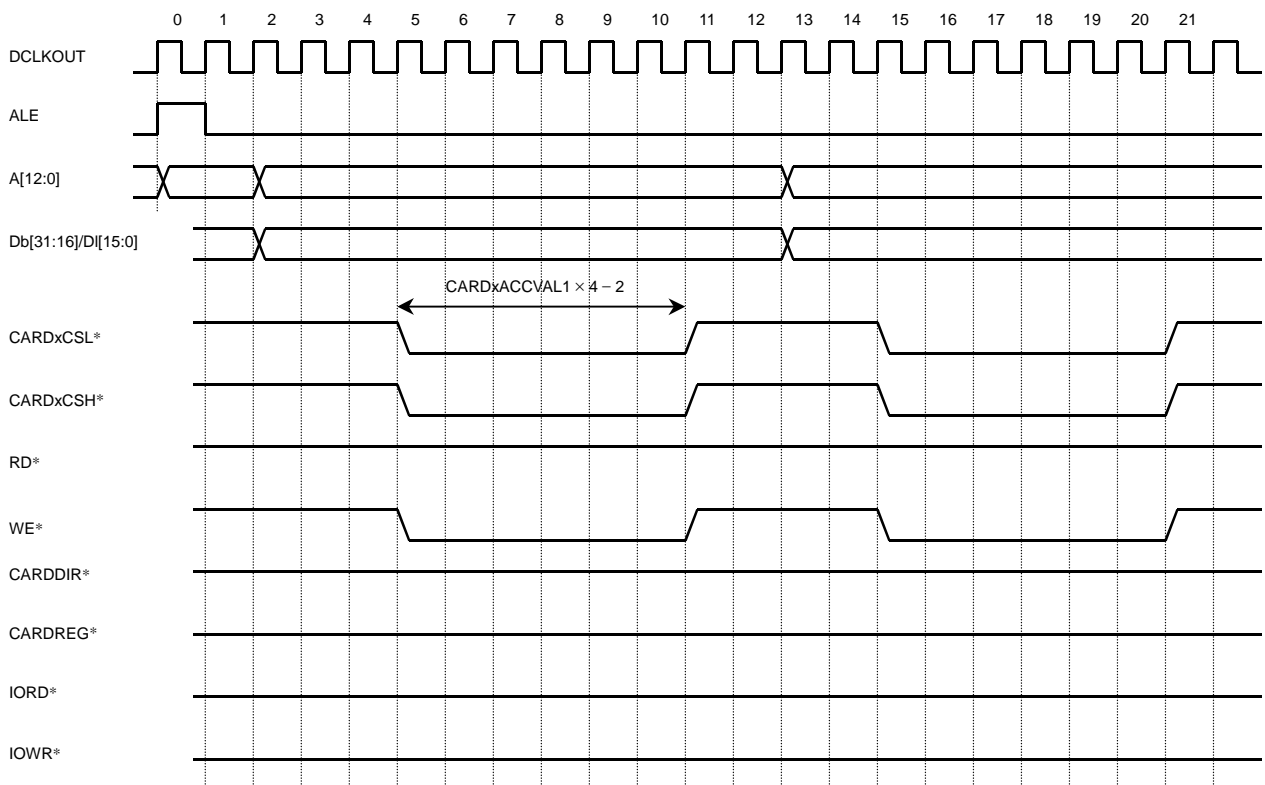 0 1 2 3 4 5 6 7 8 9 10 11 12 13 14 15 16 17 18 19 20 21
DCLKOUT
ALE
A[12:0]
Db[31:16]/DI[15:0]
CARDxACCVAL1 × 4 − 2
CARDxCSL*
CARDxCSH*
RD*
WE*
CARDDIR*
CARDREG*
IORD*
IOWR*